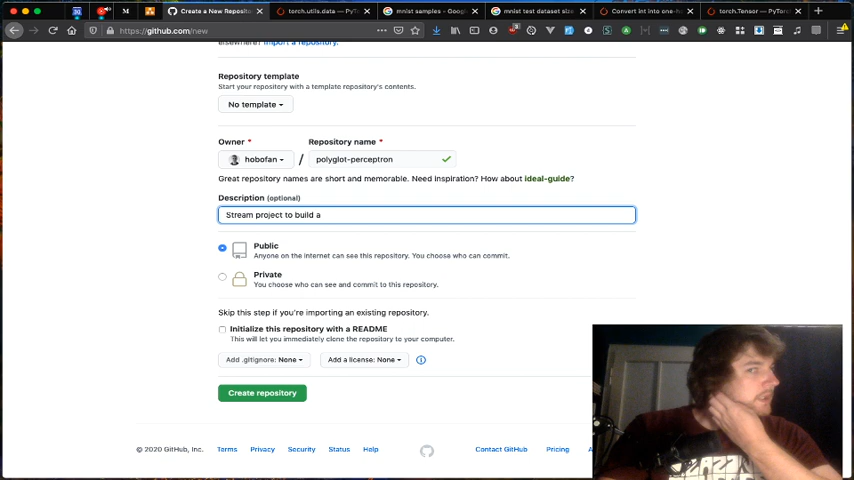 Create a New Reposito
torch.utils.data — PyTo
mnist samples - Googl
mnist test dataset size
Convert int into one-h
torch.Tensor — PyTorc
https://github.com/new
elsewhere? Import a repository.
Repository template
Start your repository with a template repository's contents.
No template
Owner * Repository name *
hobofan / polyglot-perceptron
Great repository names are short and memorable. Need inspiration? How about ideal-guide?
Description (optional)
Stream project to build a
Public
Anyone on the internet can see this repository. You choose who can commit.
Private
You choose who can see and commit to this repository.
Skip this step if you're importing an existing repository.
Initialize this repository with a README
This will let you immediately clone the repository to your computer.
Add .gitignore: None Add a license: None
Create repository
© 2020 GitHub, Inc. Terms Privacy Security Status Help Contact GitHub Pricing